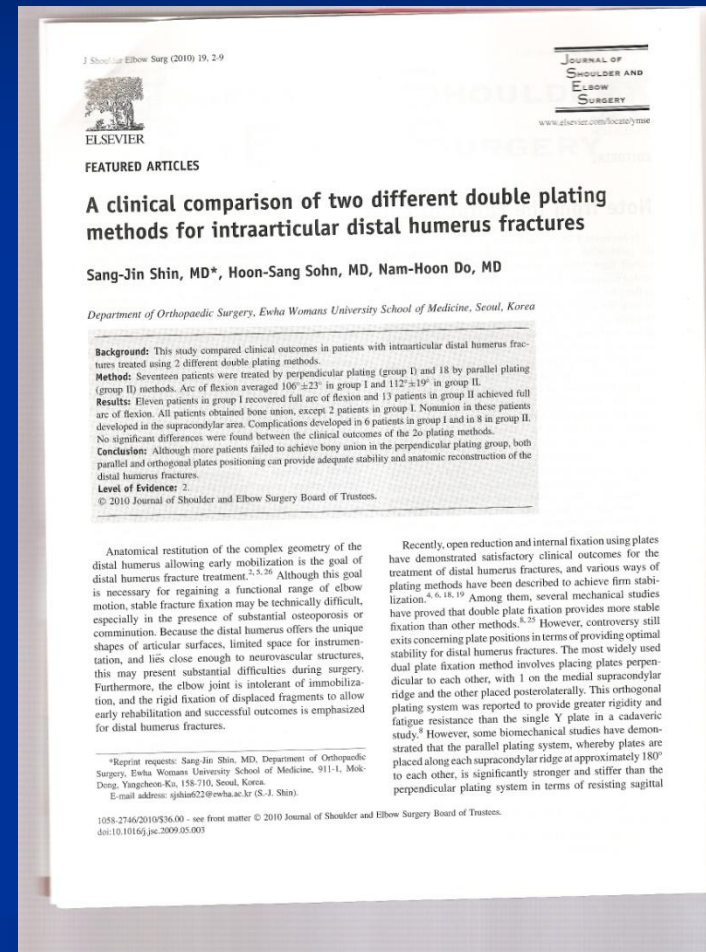 J Shoulder Elbow Surg (2010) 19, 2-9
ELSEVIER
JOURNAL OF
SHOULDER AND
ELBOW
SURGERY
www.elsevier.com/locate/ymse
FEATURED ARTICLES
A clinical comparison of two different double plating
methods for intraarticular distal humerus fractures
Sang-Jin Shin, MD*, Hoon-Sang Sohn, MD, Nam-Hoon Do, MD
Department of Orthopaedic Surgery, Ewha Womans University School of Medicine, Seoul, Korea
Background: This study compared clinical outcomes in patients with intraarticular distal humerus frac-
tures treated using 2 different double plating methods.
Method: Seventeen patients were treated by perpendicular plating (group I) and 18 by parallel plating
(group II) methods. Arc of flexion averaged 106°±23° in group I and 112°±19° in group II.
Results: Eleven patients in group I recovered full arc of flexion and 13 patients in group II achieved full
arc of flexion. All patients obtained bone union, except 2 patients in group I. Nonunion in these patients
developed in the supracondylar area. Complications developed in 6 patients in group I and in 8 in group II.
No significant differences were found between the clinical outcomes of the 2o plating methods.
Conclusion: Although more patients failed to achieve bony union in the perpendicular plating group, both
parallel and orthogonal plates positioning can provide adequate stability and anatomic reconstruction of the
distal humerus fractures.
Level of Evidence: 2.
© 2010 Journal of Shoulder and Elbow Surgery Board of Trustees.
Anatomical restitution of the complex geometry of the
distal humerus allowing early mobilization is the goal of
distal humerus fracture treatment.2,5,26 Although this goal
is necessary for regaining a functional range of elbow
motion, stable fracture fixation may be technically difficult,
especially in the presence of substantial osteoporosis or
comminution. Because the distal humerus offers the unique
shapes of articular surfaces, limited space for instrumen-
tation, and lies close enough to neurovascular structures,
this may present substantial difficulties during surgery.
Furthermore, the elbow joint is intolerant of immobiliza-
tion, and the rigid fixation of displaced fragments to allow
early rehabilitation and successful outcomes is emphasized
for distal humerus fractures.
*Reprint requests: Sang-Jin Shin, MD, Department of Orthopaedic
Surgery, Ewha Womans University School of Medicine, 911-1, Mok-
Dong, Yangcheon-Ku, 158-710, Seoul, Korea.
E-mail address: sjshin622@ewha.ac.kr (S.-J. Shin).
Recently, open reduction and internal fixation using plates
have demonstrated satisfactory clinical outcomes for the
treatment of distal humerus fractures, and various ways of
plating methods have been described to achieve firm stabi-
lization.4,6,18,19 Among them, several mechanical studies
have proved that double plate fixation provides more stable
fixation than other methods.8,25 However, controversy still
exits concerning plate positions in terms of providing optimal
stability for distal humerus fractures. The most widely used
dual plate fixation method involves placing plates perpen-
dicular to each other, with 1 on the medial supracondylar
ridge and the other placed posterolaterally. This orthogonal
plating system was reported to provide greater rigidity and
fatigue resistance than the single Y plate in a cadaveric
study.8 However, some biomechanical studies have demon-
strated that the parallel plating system, whereby plates are
placed along each supracondylar ridge at approximately 180°
to each other, is significantly stronger and stiffer than the
perpendicular plating system in terms of resisting sagittal
1058-2746/2010/$36.00 - see front matter © 2010 Journal of Shoulder and Elbow Surgery Board of Trustees.
doi:10.1016/j.jse.2009.05.003